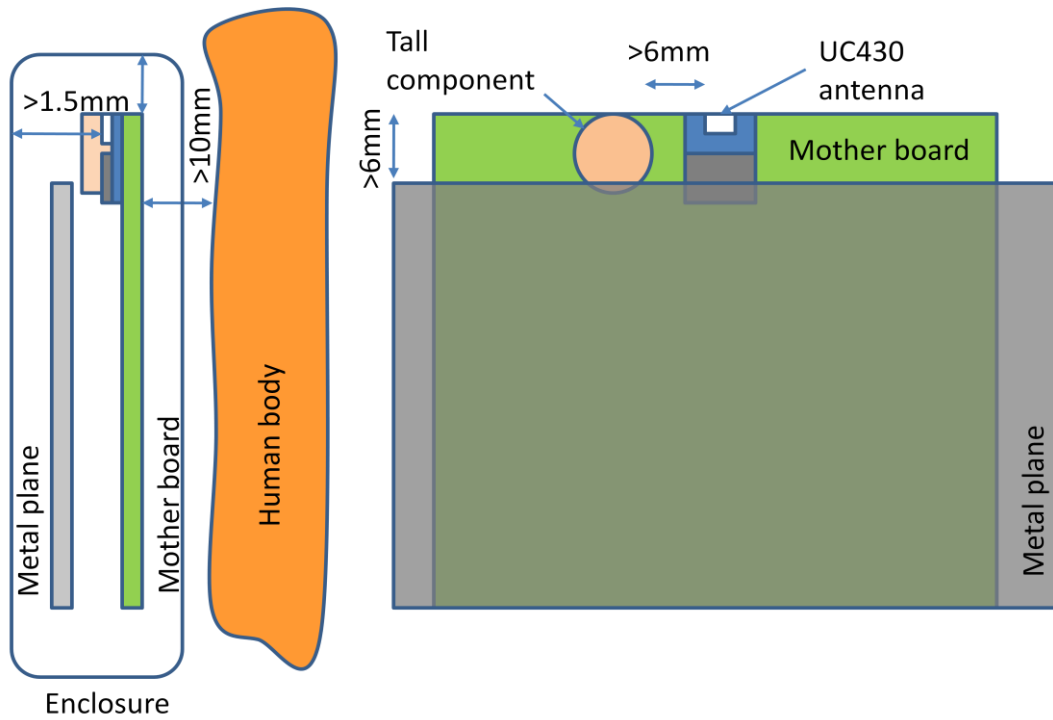 >1.5mm
>10mm
Metal plane
Mother board
Human body
Enclosure
Tall
component
>6mm
UC430
antenna
>6mm
Mother board
Metal plane